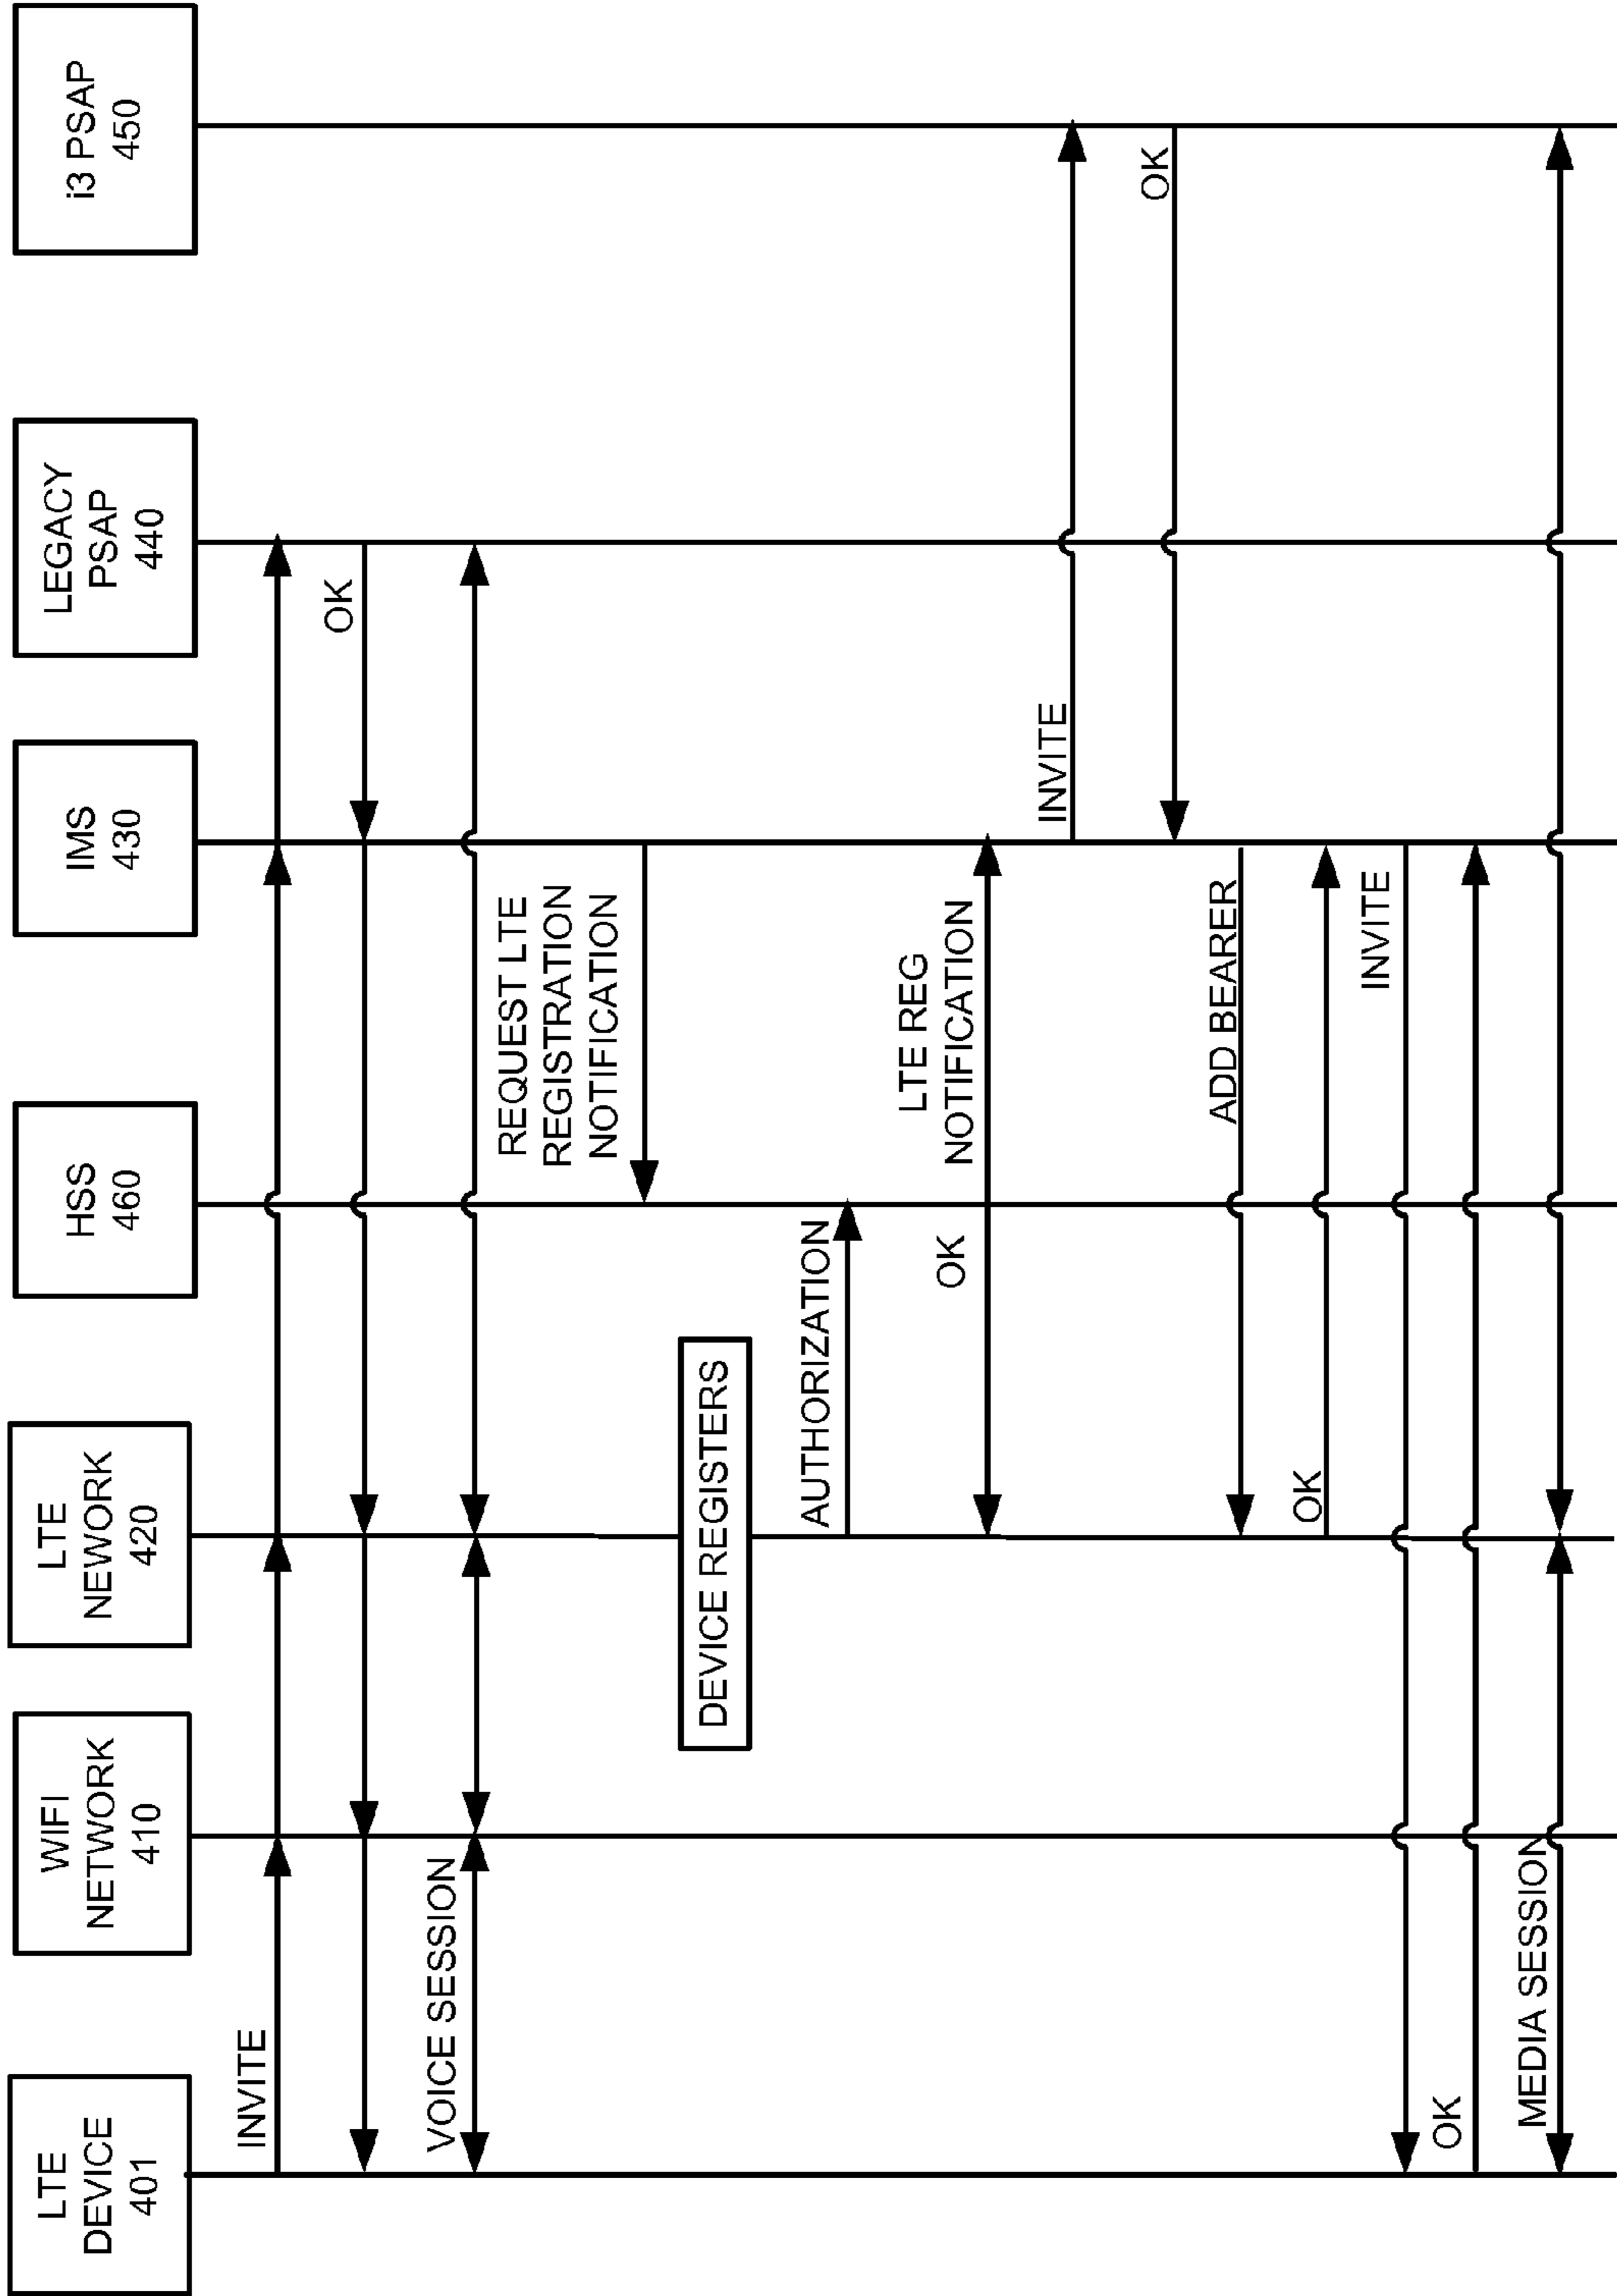 LTE
DEVICE
401
WIFI
NETWORK
410
LTE
NEWORK
420
HSS
460
IMS
430
LEGACY
PSAP
440
i3 PSAP
450
INVITE
OK
VOICE SESSION
REQUEST LTE
REGISTRATION
NOTIFICATION
DEVICE REGISTERS
AUTHORIZATION
OK
LTE REG
NOTIFICATION
INVITE
OK
ADD BEARER
OK
INVITE
OK
MEDIA SESSION